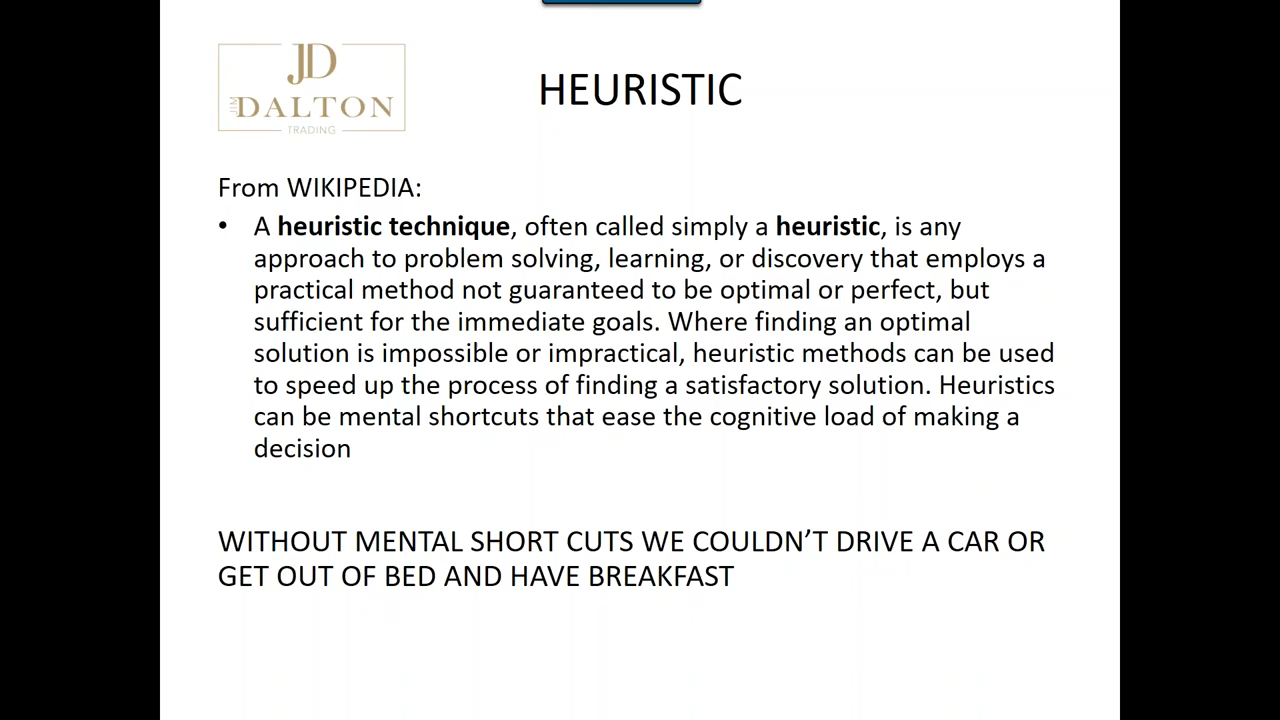 JD
JIM DALTON
TRADING
HEURISTIC
From WIKIPEDIA:
• A heuristic technique, often called simply a heuristic, is any
approach to problem solving, learning, or discovery that employs a
practical method not guaranteed to be optimal or perfect, but
sufficient for the immediate goals. Where finding an optimal
solution is impossible or impractical, heuristic methods can be used
to speed up the process of finding a satisfactory solution. Heuristics
can be mental shortcuts that ease the cognitive load of making a
decision
WITHOUT MENTAL SHORT CUTS WE COULDN’T DRIVE A CAR OR
GET OUT OF BED AND HAVE BREAKFAST